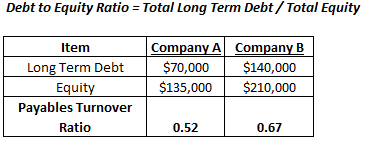 Debt to Equity Ratio = Total Long Term Debt / Total Equity
Item Company A Company B
Long Term Debt $70,000 $140,000
Equity $135,000 $210,000
Payables Turnover
Ratio 0.52 0.67